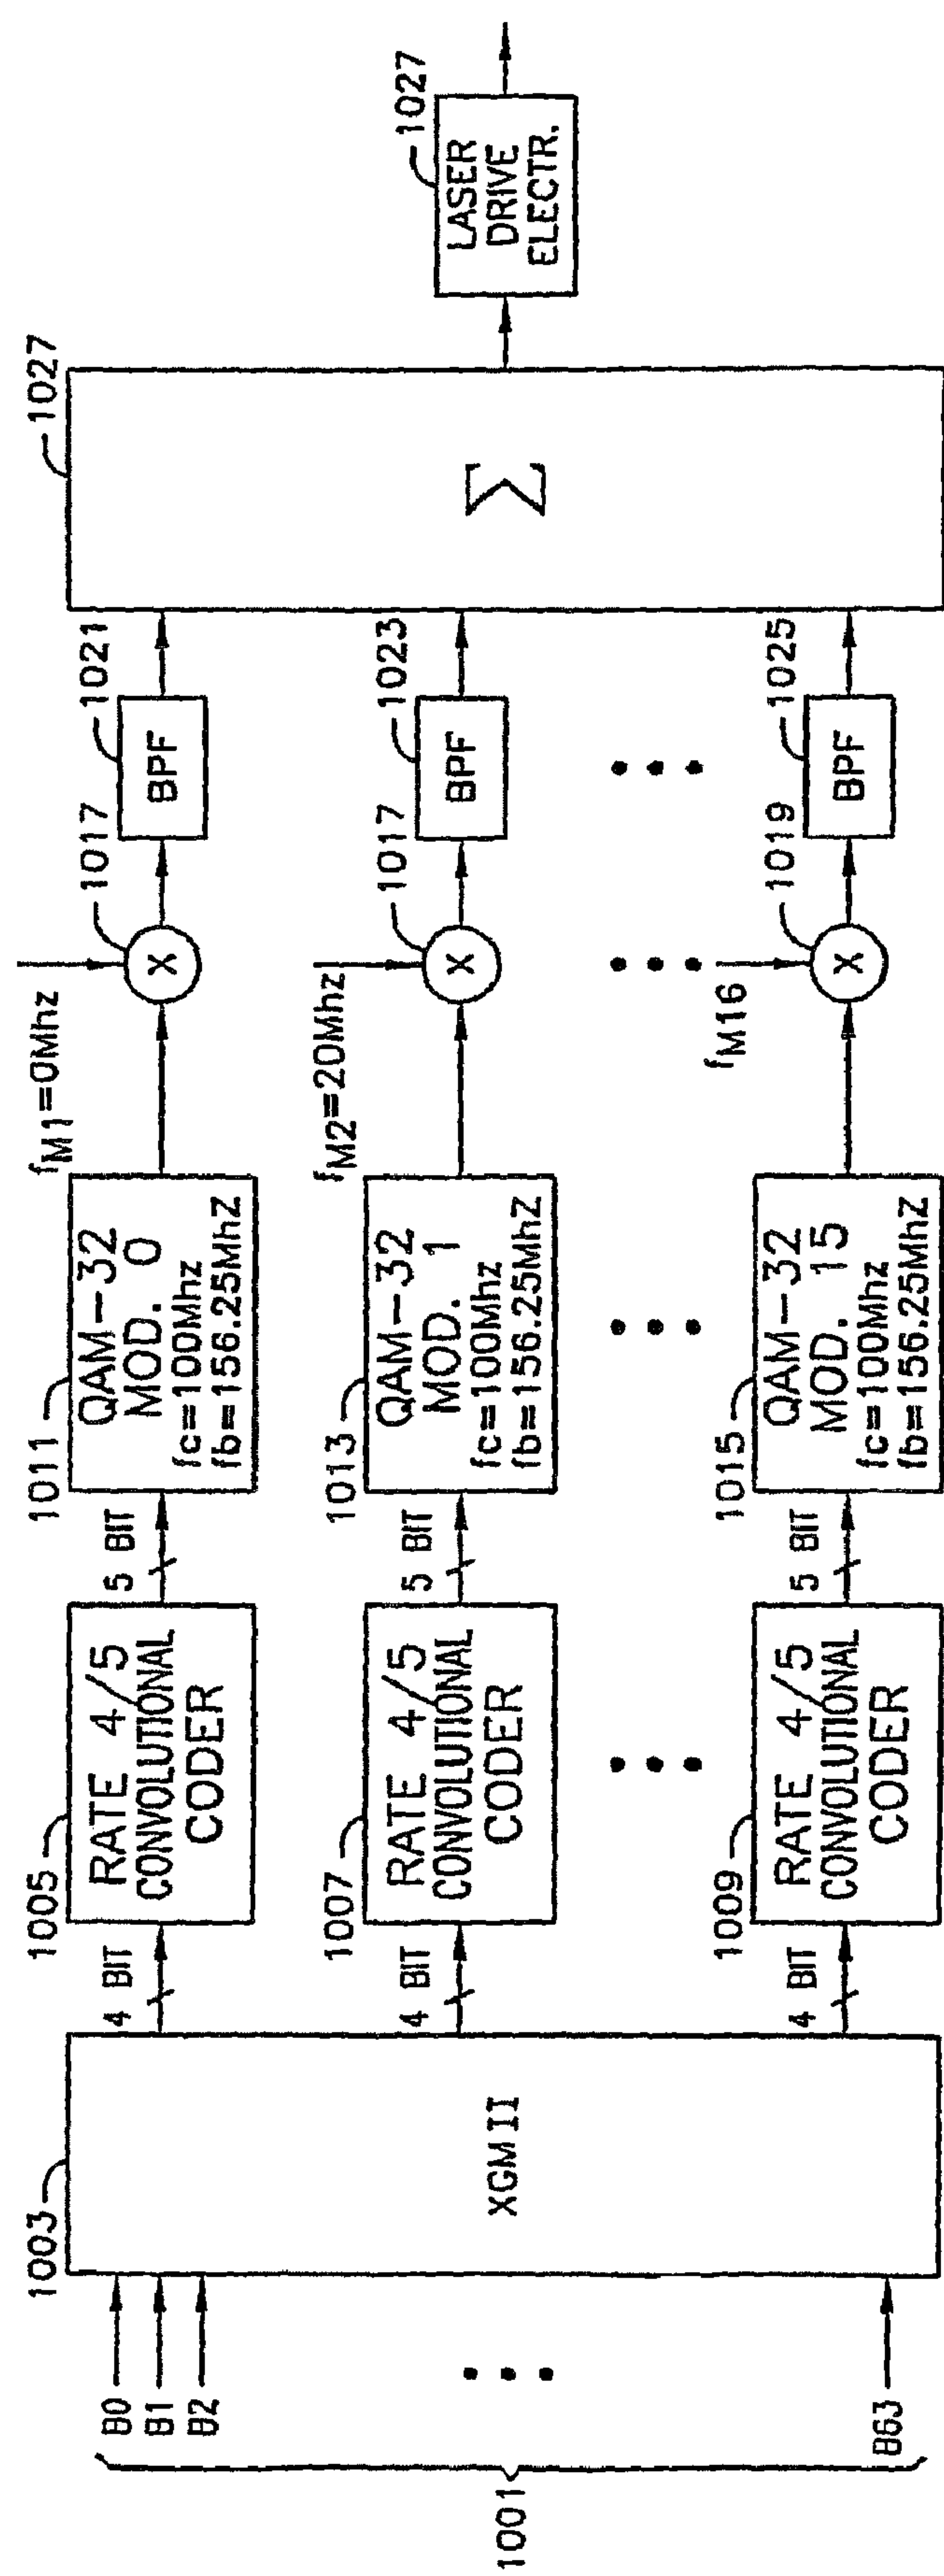 1001
B0
B1
B2
B63
1003
XGMII
4 BIT
4 BIT
4 BIT
1005
RATE 4/5
CONVOLUTIONAL
CODER
1007
RATE 4/5
CONVOLUTIONAL
CODER
1009
RATE 4/5
CONVOLUTIONAL
CODER
5 BIT
5 BIT
5 BIT
1011
QAM-32
MOD. 0
fc=100Mhz
fb=156.25MhZ
1013
QAM-32
MOD. 1
fc=100Mhz
fb=156.25MhZ
1015
QAM-32
MOD. 15
fc=100Mhz
fb=156.25MhZ
fM1=0Mhz
X
1017
fM2=20Mhz
X
1017
fM16
X
1019
BPF
1021
BPF
1023
BPF
1025
Σ
1027
LASER
DRIVE
ELECTR.
1027